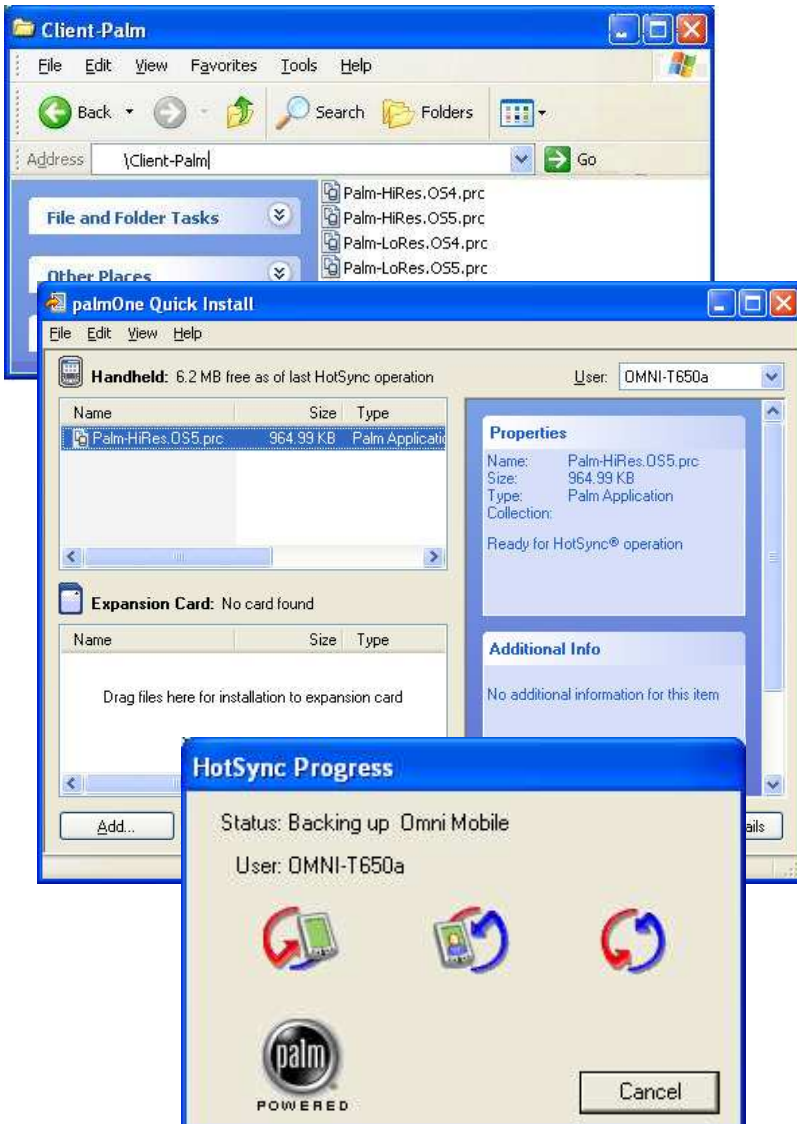 Client-Palm
File Edit View Favorites Tools Help
Back Search Folders
Address \Client-Palm Go
File and Folder Tasks
Palm-HiRes.OS4.prc
Palm-HiRes.OS5.prc
Palm-LoRes.OS4.prc
Palm-LoRes.OS5.prc
Other Places
palmOne Quick Install
File Edit View Help
Handheld: 6.2 MB free as of last HotSync operation
User: OMNI-T650a
Name Size Type
Palm-HiRes.OS5.prc 964.99 KB Palm Applicatio
Properties
Name: Palm-HiRes.OS5.prc
Size: 964.99 KB
Type: Palm Application
Collection:
Ready for HotSync® operation
Expansion Card: No card found
Name Size Type
Drag files here for installation to expansion card
Additional Info
No additional information for this item
Add...
ails
HotSync Progress
Status: Backing up Omni Mobile
User: OMNI-T650a
palm
POWERED
Cancel